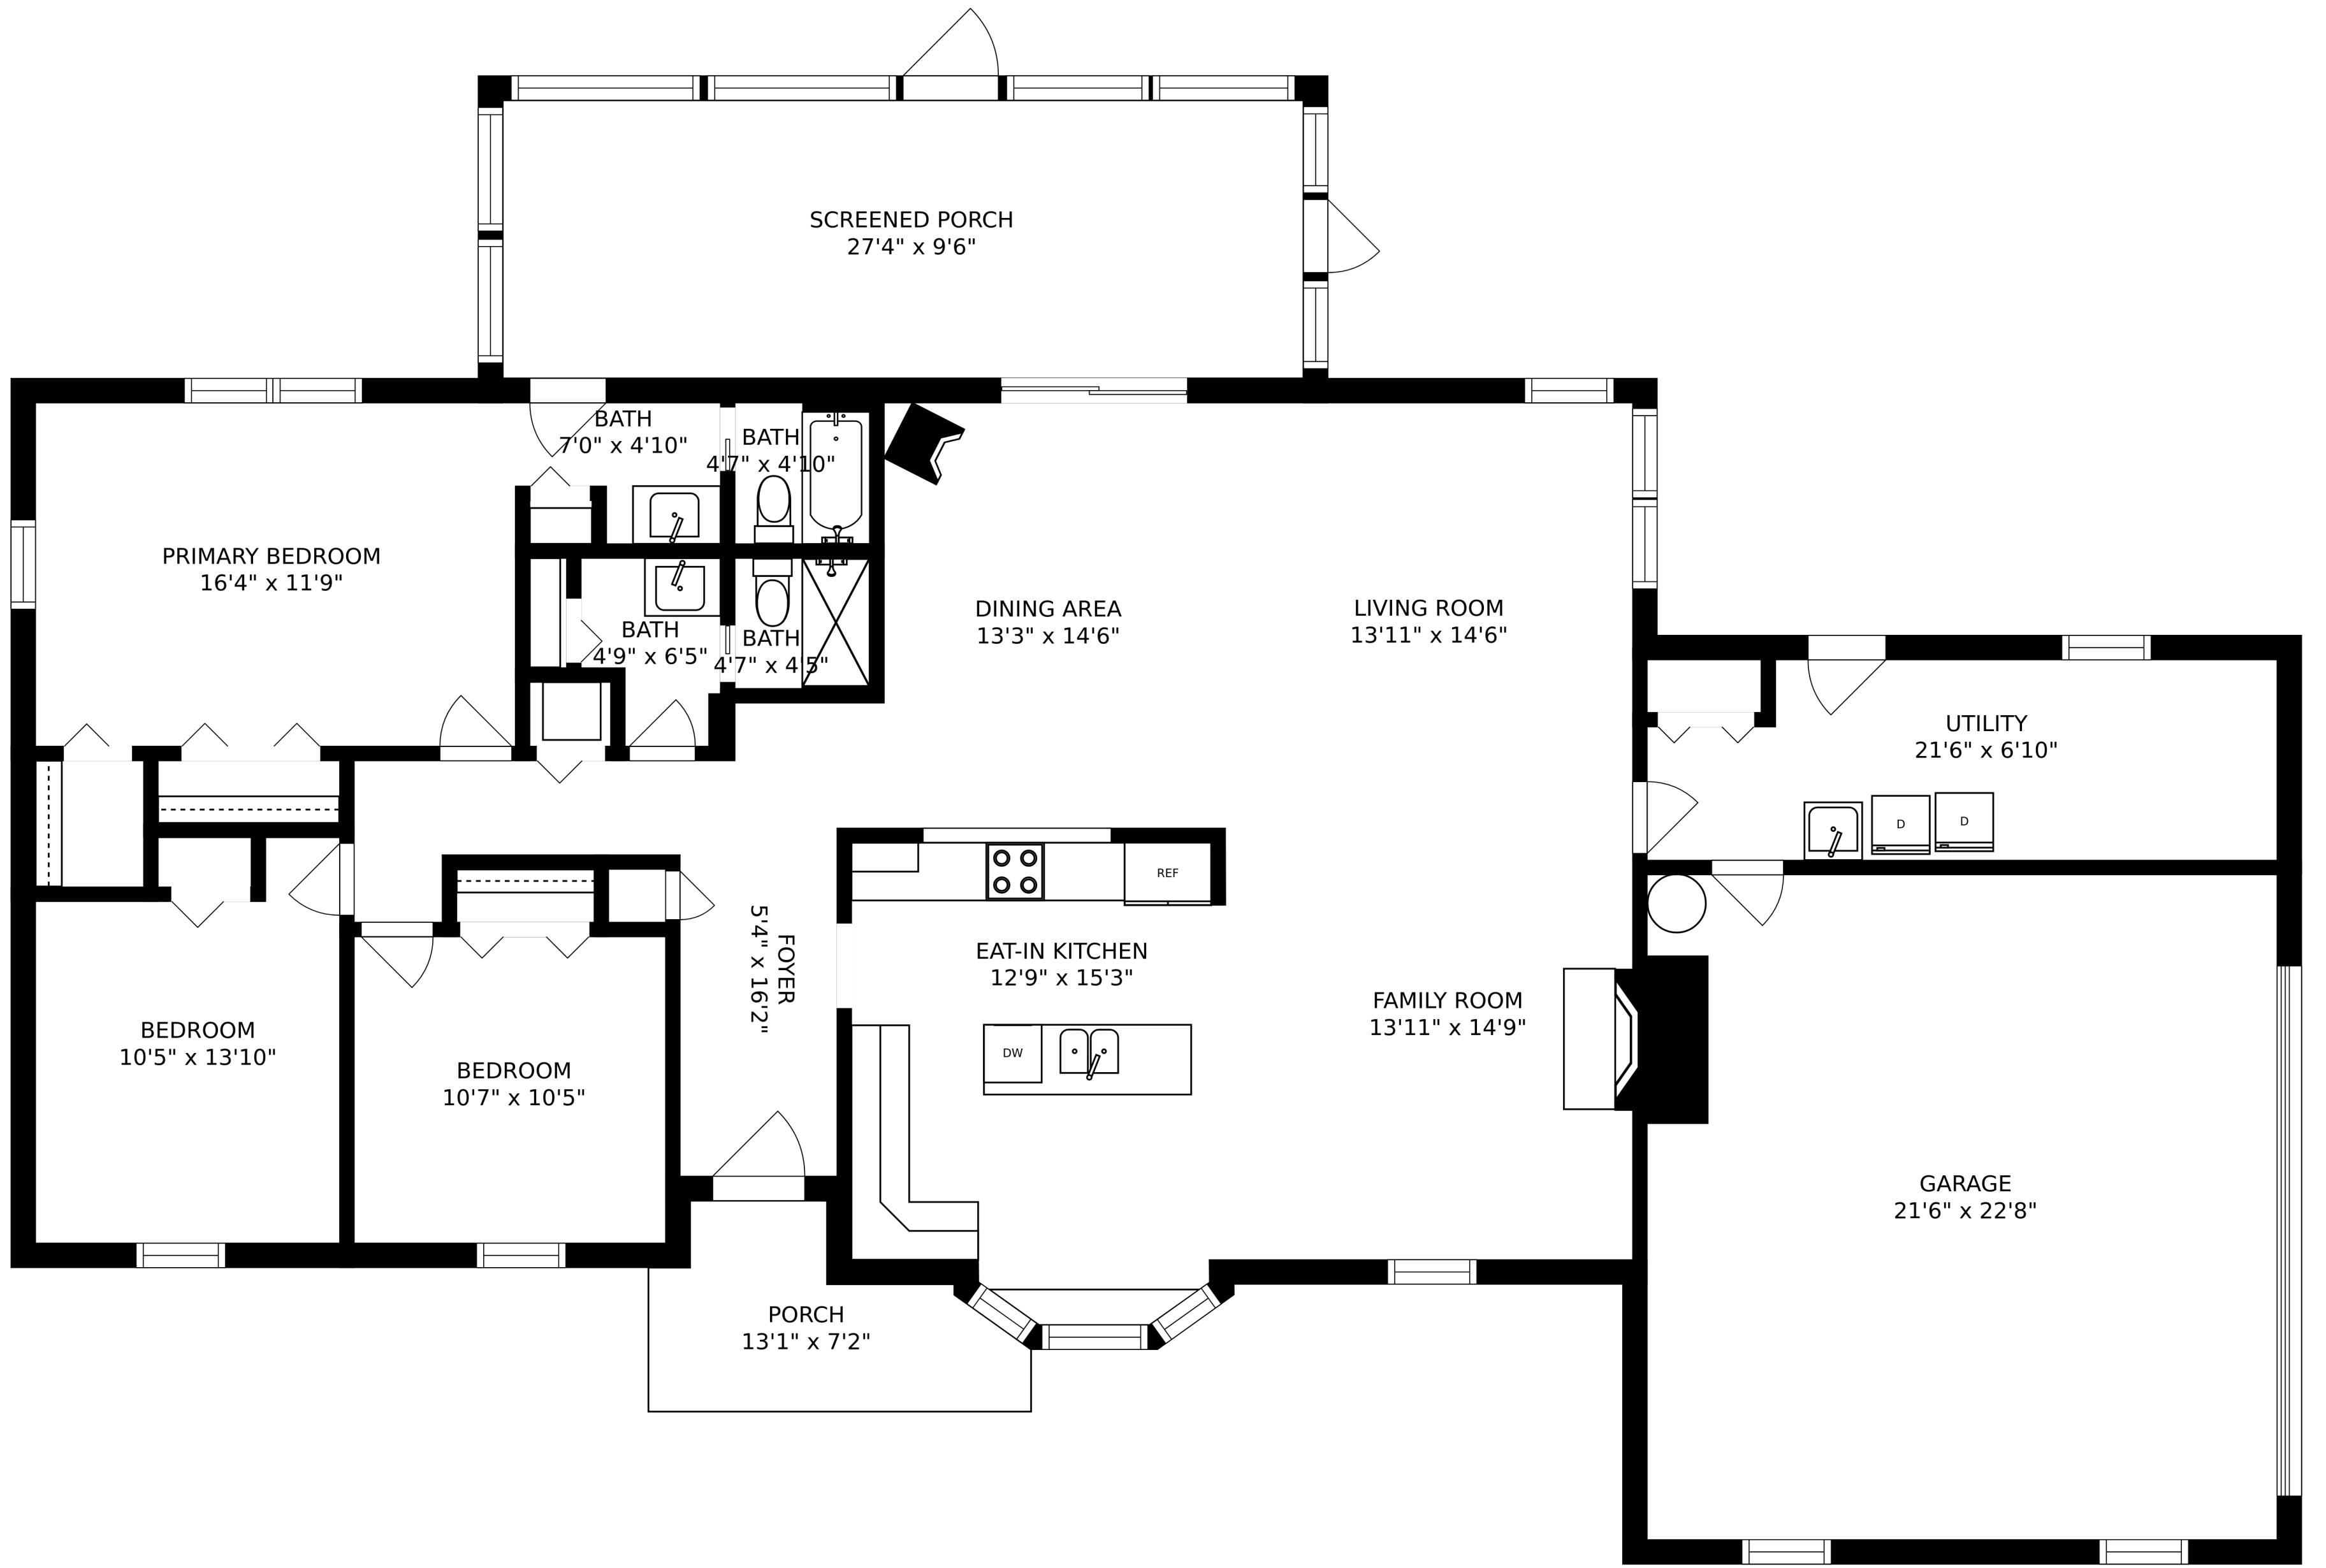 SCREENED PORCH
27'4" x 9'6"
BATH
7'0" x 4'10"
BATH
4'7" x 4'10"
PRIMARY BEDROOM
16'4" x 11'9"
BATH
4'9" x 6'5"
BATH
4'7" x 4'5"
DINING AREA
13'3" x 14'6"
LIVING ROOM
13'11" x 14'6"
UTILITY
21'6" x 6'10"
D
D
REF
EAT-IN KITCHEN
12'9" x 15'3"
FOYER
5'4" x 16'2"
FAMILY ROOM
13'11" x 14'9"
BEDROOM
10'5" x 13'10"
BEDROOM
10'7" x 10'5"
DW
GARAGE
21'6" x 22'8"
PORCH
13'1" x 7'2"